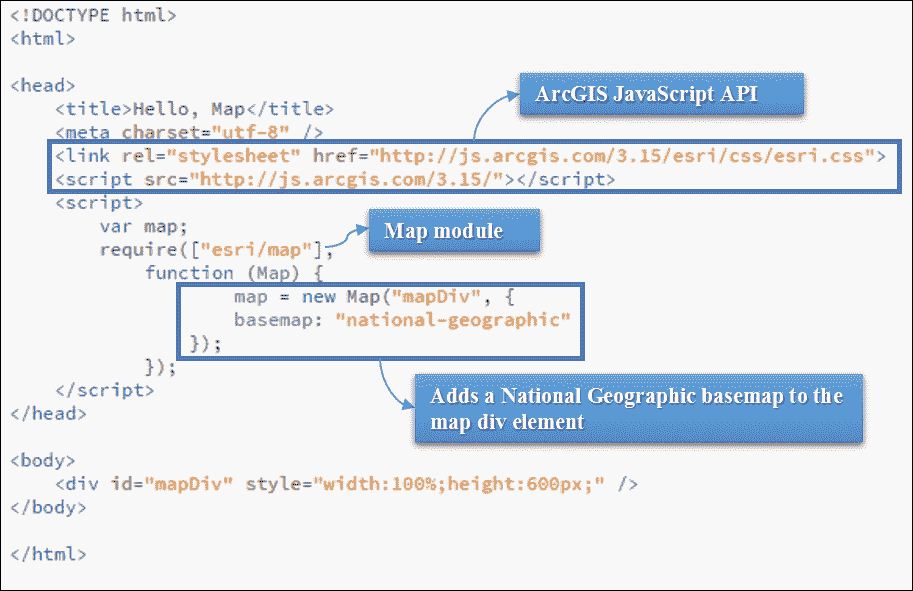 <!DOCTYPE html>
<html>
<head>
<title>Hello, Map</title>
ArcGIS JavaScript API
<meta charset="utf-8" />
<link rel="stylesheet" href="http://js.arcgis.com/3.15/esri/css/esri.css">
<script src="http://js.arcgis.com/3.15/"></script>
<script>
var map;
Map module
require(["esri/map"],
function (Map) {
map = new Map("mapDiv", {
basemap: "national-geographic"
});
});
</script>
Adds a National Geographic basemap to the
map div element
</head>
<body>
<div id="mapDiv" style="width:100%;height:600px;" />
</body>
</html>